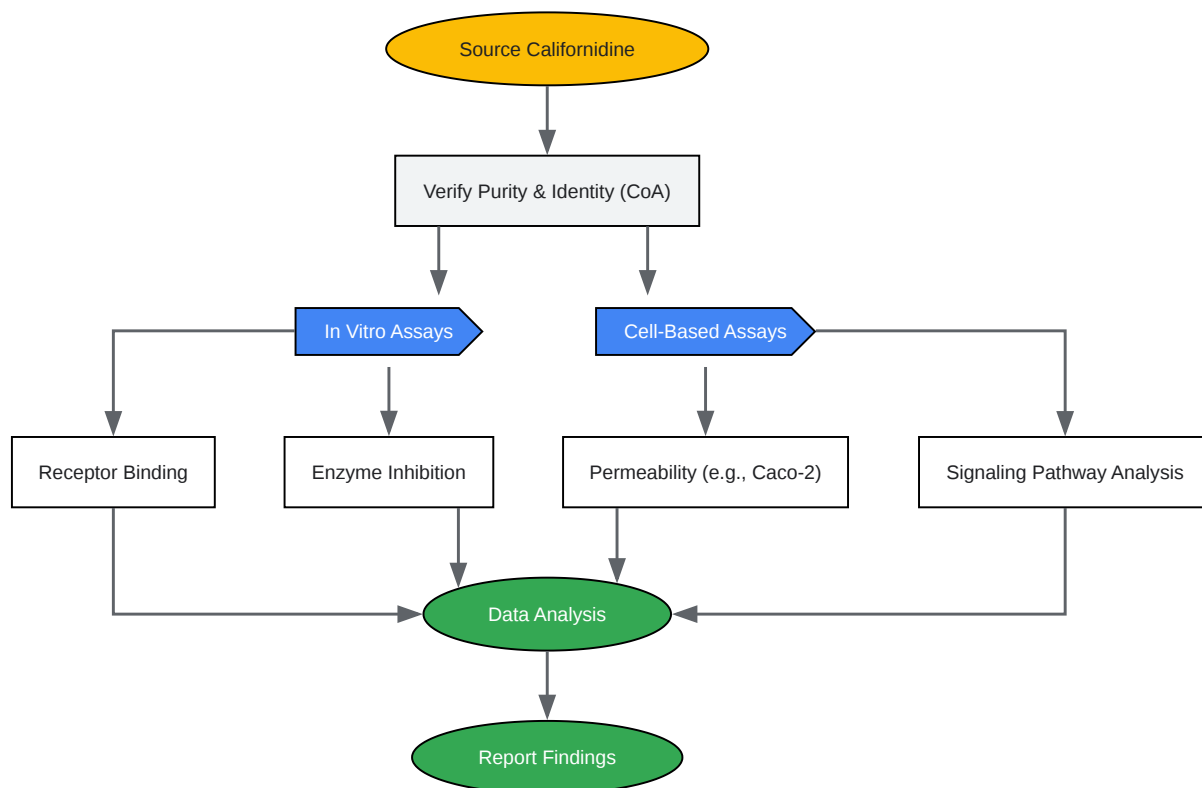 Source Californidine
Verify Purity & Identity (CoA)
In Vitro Assays
Cell-Based Assays
Receptor Binding
Enzyme Inhibition
Permeability (e.g., Caco-2)
Signaling Pathway Analysis
Data Analysis
Report Findings